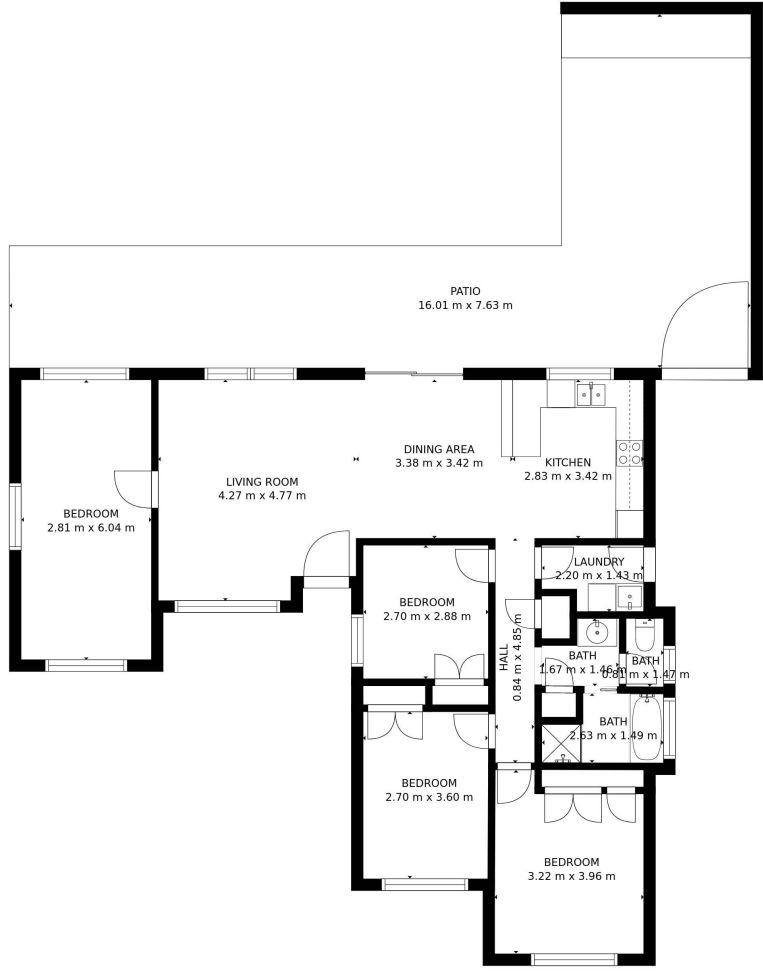 PATIO
16.01 m x 7.63 m
DINING AREA
3.38 m x 3.42 m
KITCHEN
2.83 m x 3.42 m
LIVING ROOM
4.27 m x 4.77 m
BEDROOM
2.81 m x 6.04 m
LAUNDRY
2.20 m x 1.43 m
BEDROOM
2.70 m x 2.88 m
HALL
0.84 m x 4.85 m
BATH
1.67 m x 1.46 m
BATH
0.81 m x 1.47 m
BATH
2.63 m x 1.49 m
BEDROOM
2.70 m x 3.60 m
BEDROOM
3.22 m x 3.96 m